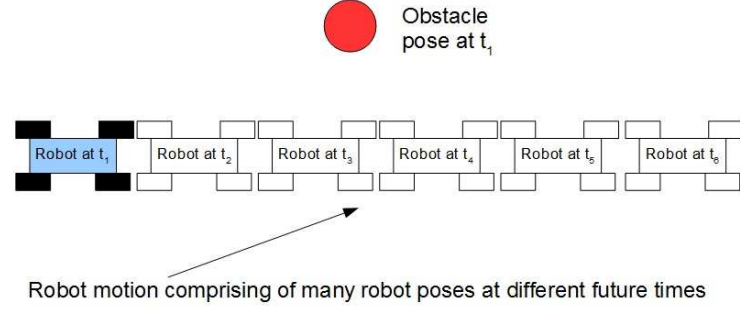 Obstacle
pose at t₁
Robot at t₁ Robot at t₂ Robot at t₃ Robot at t₄ Robot at t₅ Robot at t₆
Robot motion comprising of many robot poses at different future times